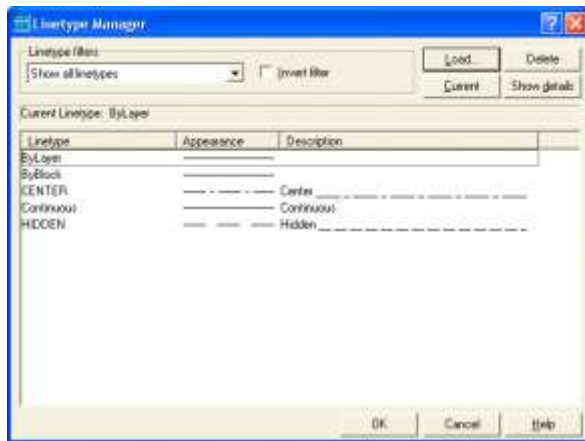 Linetype Manager
Linetype filters
Show all linetypes
Invert filter
Load...
Delete
Current
Show details
Current Linetype: ByLayer
Linetype Appearance Description
ByLayer
ByBlock
CENTER Center
Continuous Continuous
HIDDEN Hidden
OK Cancel Help